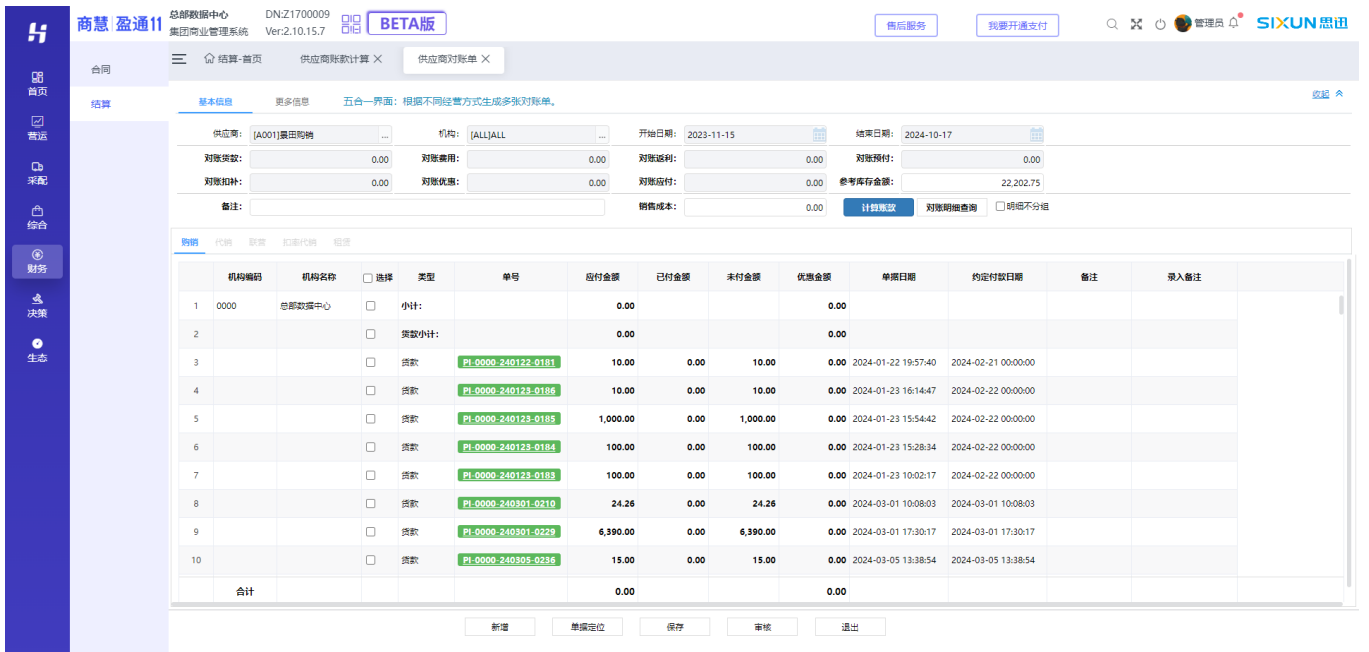 商慧 盈通11 总部数据中心 DN:Z1700009 BETA版 售后服务 我要开通支付 管理员 SIXUN思迅
集团商业管理系统 Ver:2.10.15.7
首页
营运
采配
综合
财务
决策
生态
合同
结算
结算-首页 供应商账款计算 供应商对账单
基本信息 更多信息 五合一界面：根据不同经营方式生成多张对账单。 收起
供应商: [A001]景田购销 ... 机构: [ALL]ALL ... 开始日期: 2023-11-15 结束日期: 2024-10-17
对账货款: 0.00 对账费用: 0.00 对账返利: 0.00 对账预付: 0.00
对账扣补: 0.00 对账优惠: 0.00 对账应付: 0.00 参考库存金额: 22,202.75
备注: 销售成本: 0.00 计算账款 对账明细查询 明细不分组
购销 代销 联营 扣率代销 租赁
机构编码 机构名称 选择 类型 单号 应付金额 已付金额 未付金额 优惠金额 单据日期 约定付款日期 备注 录入备注
1 0000 总部数据中心 小计: 0.00 0.00
2 货款小计: 0.00 0.00
3 货款 PI-0000-240122-0181 10.00 0.00 10.00 0.00 2024-01-22 19:57:40 2024-02-21 00:00:00
4 货款 PI-0000-240123-0186 10.00 0.00 10.00 0.00 2024-01-23 16:14:47 2024-02-22 00:00:00
5 货款 PI-0000-240123-0185 1,000.00 0.00 1,000.00 0.00 2024-01-23 15:54:42 2024-02-22 00:00:00
6 货款 PI-0000-240123-0184 100.00 0.00 100.00 0.00 2024-01-23 15:28:34 2024-02-22 00:00:00
7 货款 PI-0000-240123-0183 100.00 0.00 100.00 0.00 2024-01-23 10:02:17 2024-02-22 00:00:00
8 货款 PI-0000-240301-0210 24.26 0.00 24.26 0.00 2024-03-01 10:08:03 2024-03-01 10:08:03
9 货款 PI-0000-240301-0229 6,390.00 0.00 6,390.00 0.00 2024-03-01 17:30:17 2024-03-01 17:30:17
10 货款 PI-0000-240305-0236 15.00 0.00 15.00 0.00 2024-03-05 13:38:54 2024-03-05 13:38:54
合计 0.00 0.00
新增 单据定位 保存 审核 退出